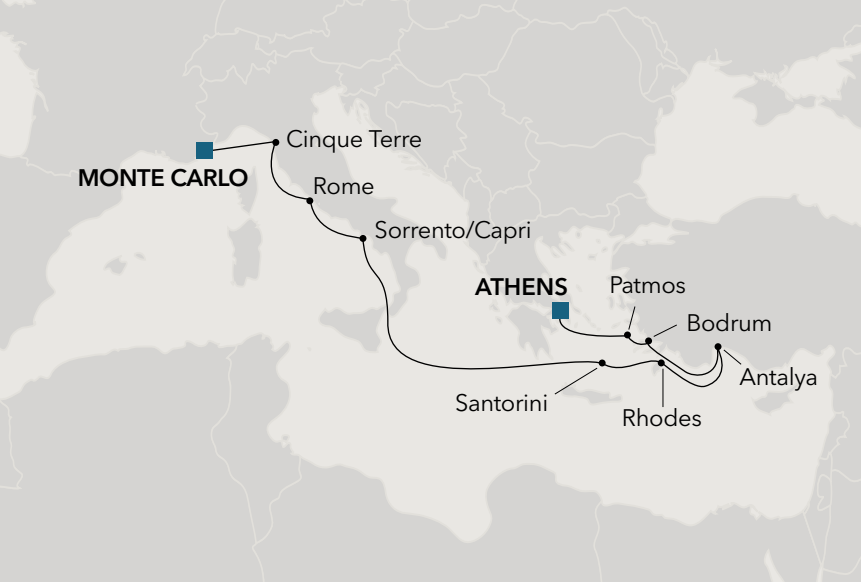 Cinque Terre
MONTE CARLO
Rome
Sorrento/Capri
ATHENS
Patmos
Bodrum
Antalya
Santorini
Rhodes